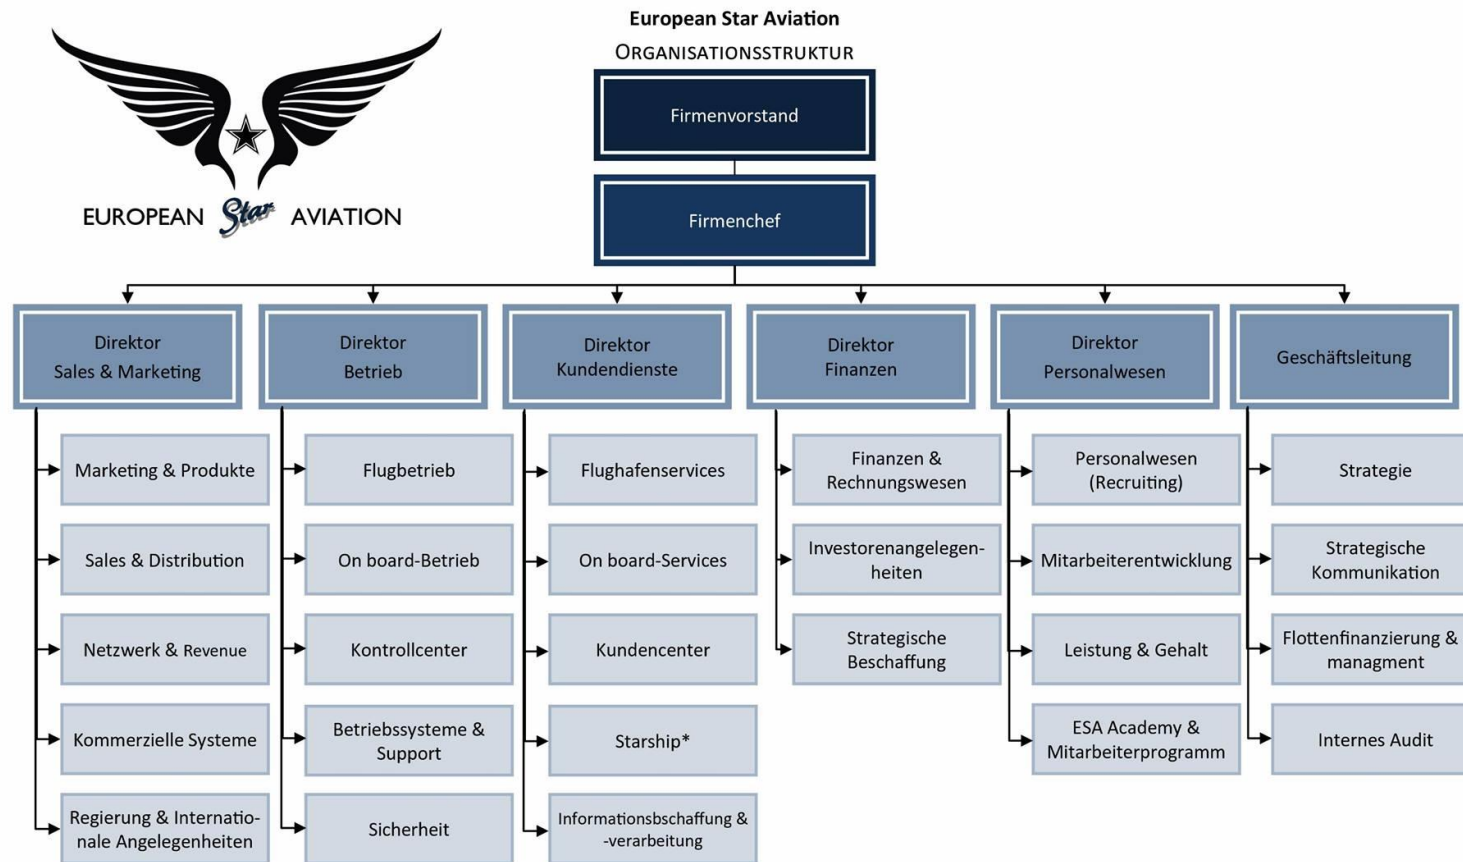 European Star Aviation
ORGANISATIONSSTRUKTUR
EUROPEAN Star AVIATION
Firmenvorstand
Firmenchef
Direktor
Sales & Marketing
Direktor
Betrieb
Direktor
Kundendienste
Direktor
Finanzen
Direktor
Personalwesen
Geschäftsleitung
Marketing & Produkte
Sales & Distribution
Netzwerk & Revenue
Kommerzielle Systeme
Regierung & Internatio-
nale Angelegenheiten
Flugbetrieb
On board-Betrieb
Kontrollcenter
Betriebssysteme &
Support
Sicherheit
Flughafenservices
On board-Services
Kundencenter
Starship*
Informationsbschaffung &
-verarbeitung
Finanzen &
Rechnungswesen
Investorenangelegen-
heiten
Strategische
Beschaffung
Personalwesen
(Recruiting)
Mitarbeiterentwicklung
Leistung & Gehalt
ESA Academy &
Mitarbeiterprogramm
Strategie
Strategische
Kommunikation
Flottenfinanzierung &
managment
Internes Audit